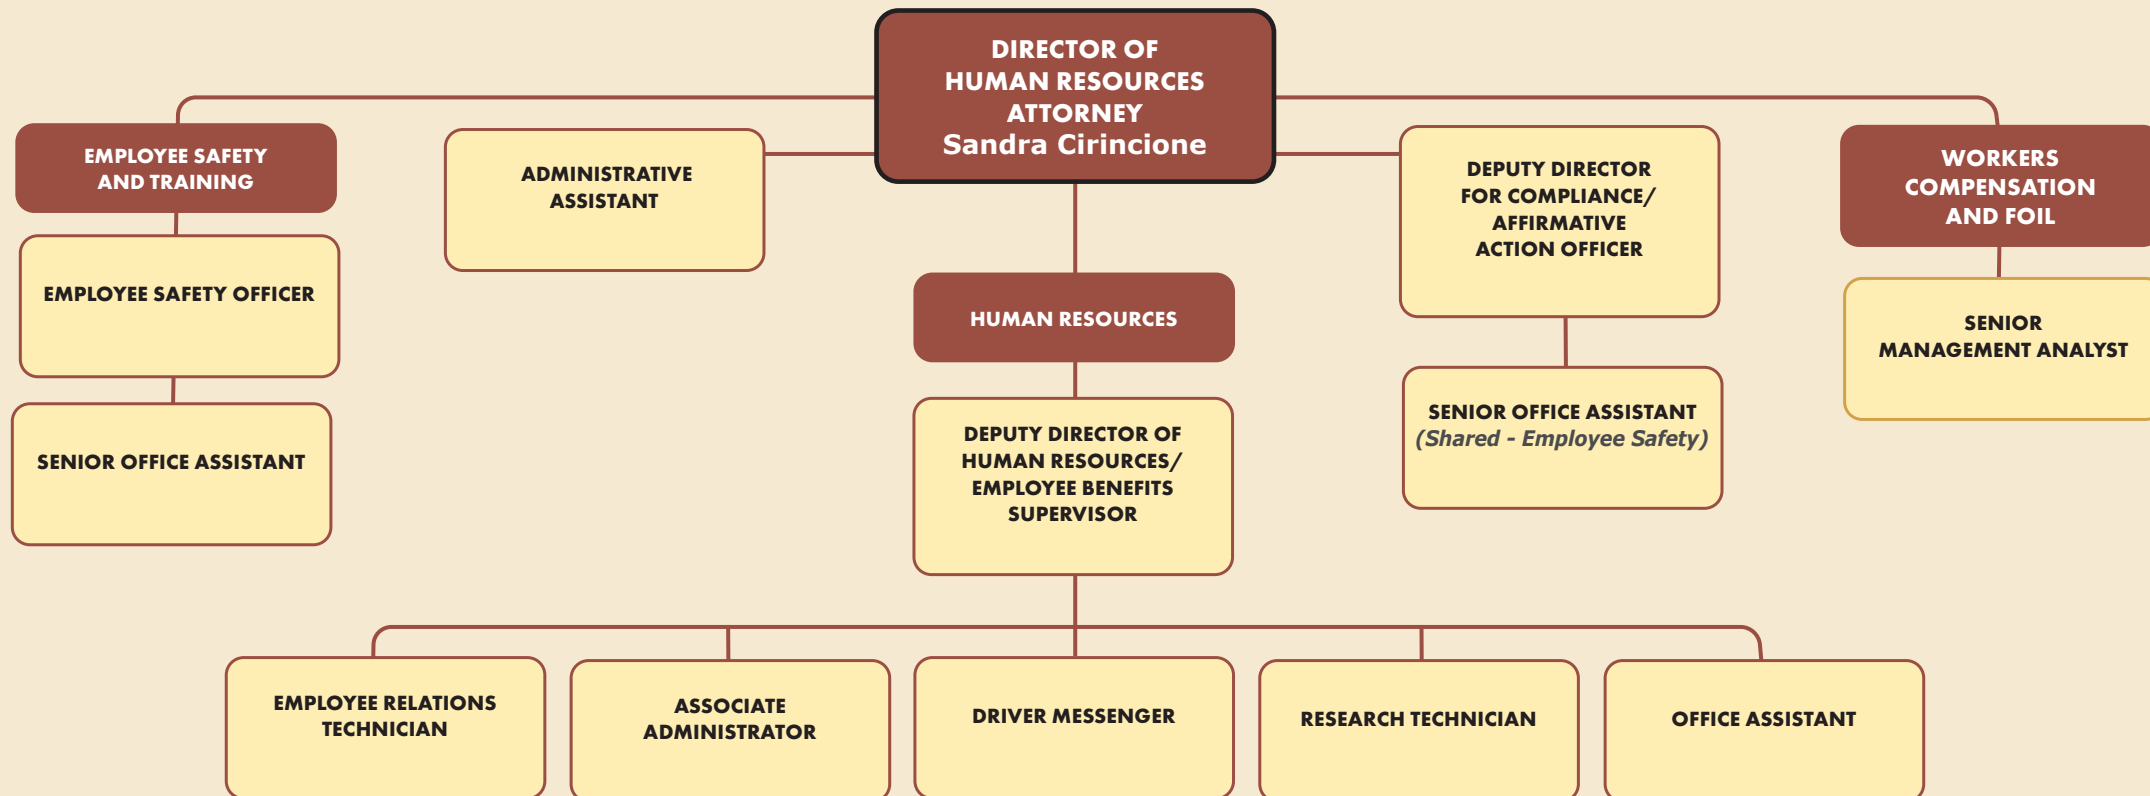 DIRECTOR OF
HUMAN RESOURCES
ATTORNEY
Sandra Cirincione
EMPLOYEE SAFETY
AND TRAINING
EMPLOYEE SAFETY OFFICER
SENIOR OFFICE ASSISTANT
ADMINISTRATIVE
ASSISTANT
HUMAN RESOURCES
DEPUTY DIRECTOR OF
HUMAN RESOURCES/
EMPLOYEE BENEFITS
SUPERVISOR
DEPUTY DIRECTOR
FOR COMPLIANCE/
AFFIRMATIVE
ACTION OFFICER
SENIOR OFFICE ASSISTANT
(Shared - Employee Safety)
WORKERS
COMPENSATION
AND FOIL
SENIOR
MANAGEMENT ANALYST
EMPLOYEE RELATIONS
TECHNICIAN
ASSOCIATE
ADMINISTRATOR
DRIVER MESSENGER
RESEARCH TECHNICIAN
OFFICE ASSISTANT